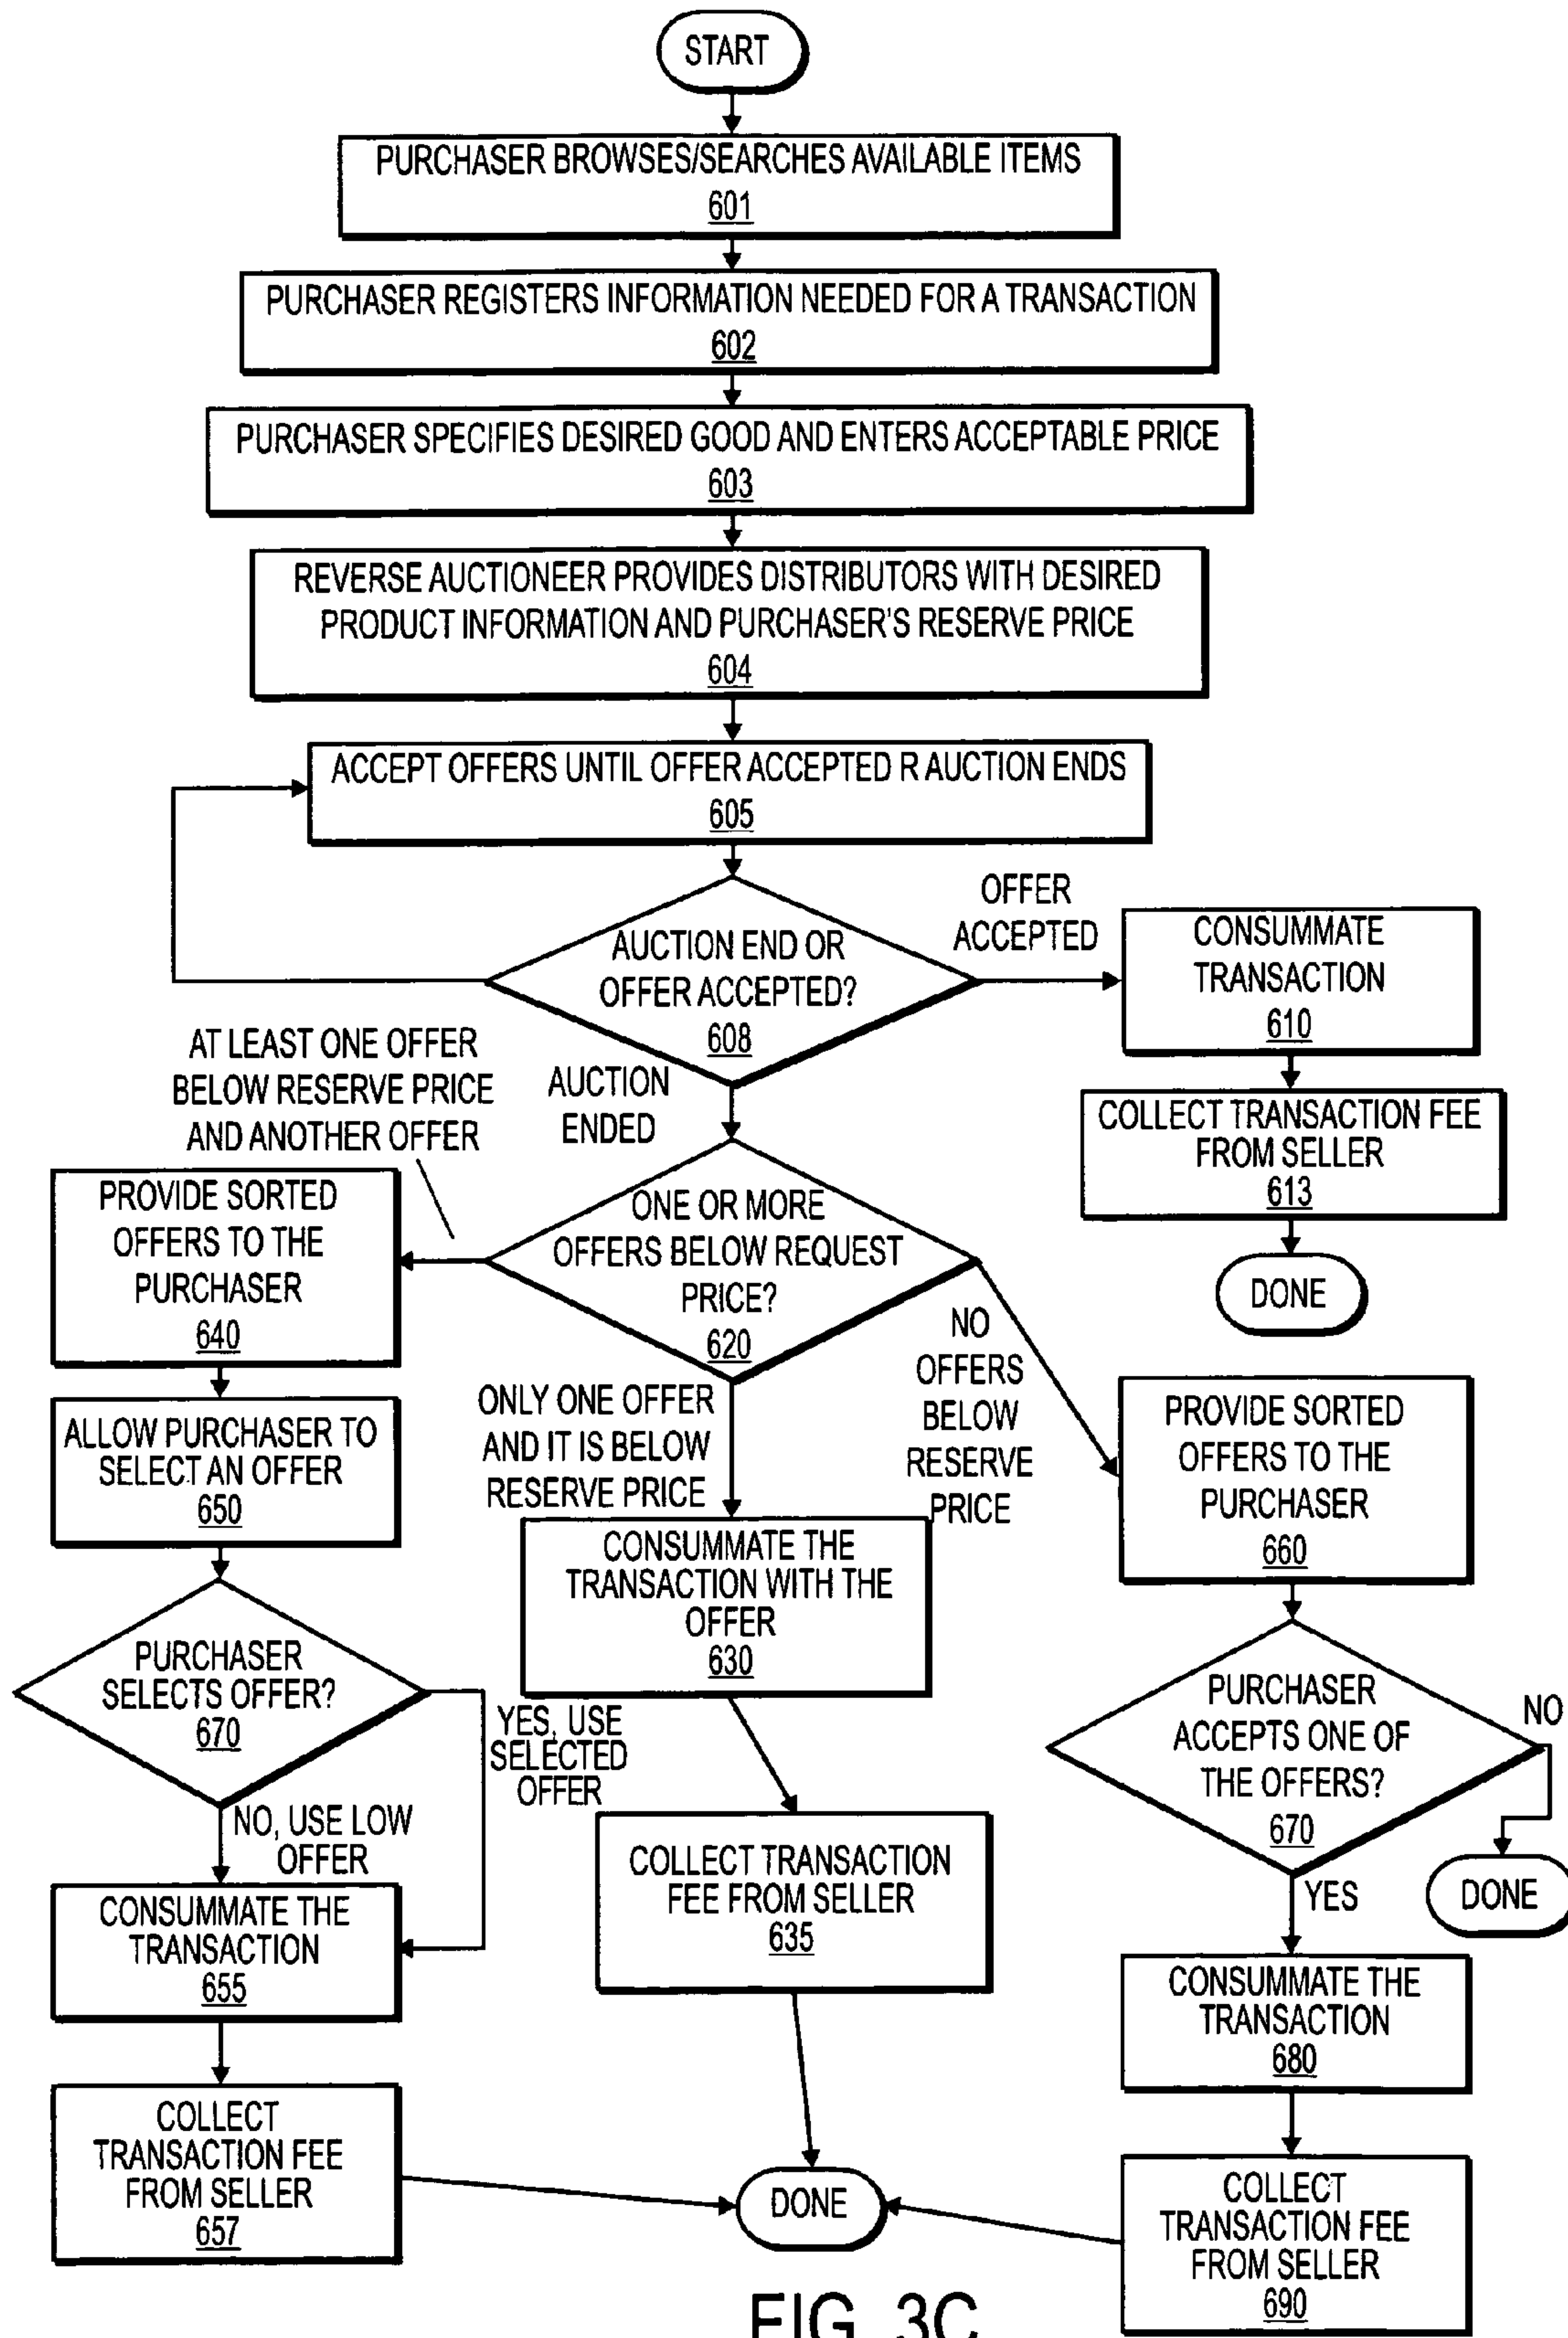 START
PURCHASER BROWSES/SEARCHES AVAILABLE ITEMS
601
PURCHASER REGISTERS INFORMATION NEEDED FOR A TRANSACTION
602
PURCHASER SPECIFIES DESIRED GOOD AND ENTERS ACCEPTABLE PRICE
603
REVERSE AUCTIONEER PROVIDES DISTRIBUTORS WITH DESIRED
PRODUCT INFORMATION AND PURCHASER'S RESERVE PRICE
604
ACCEPT OFFERS UNTIL OFFER ACCEPTED R AUCTION ENDS
605
AUCTION END OR
OFFER ACCEPTED?
608
OFFER
ACCEPTED
CONSUMMATE
TRANSACTION
610
COLLECT TRANSACTION FEE
FROM SELLER
613
DONE
AUCTION
ENDED
AT LEAST ONE OFFER
BELOW RESERVE PRICE
AND ANOTHER OFFER
ONE OR MORE
OFFERS BELOW REQUEST
PRICE?
620
PROVIDE SORTED
OFFERS TO THE
PURCHASER
640
ALLOW PURCHASER TO
SELECT AN OFFER
650
PURCHASER
SELECTS OFFER?
670
YES, USE
SELECTED
OFFER
NO, USE LOW
OFFER
CONSUMMATE THE
TRANSACTION
655
COLLECT
TRANSACTION FEE
FROM SELLER
657
ONLY ONE OFFER
AND IT IS BELOW
RESERVE PRICE
CONSUMMATE THE
TRANSACTION WITH THE
OFFER
630
COLLECT TRANSACTION
FEE FROM SELLER
635
DONE
NO
OFFERS
BELOW
RESERVE
PRICE
PROVIDE SORTED
OFFERS TO THE
PURCHASER
660
PURCHASER
ACCEPTS ONE OF
THE OFFERS?
670
NO
DONE
YES
CONSUMMATE THE
TRANSACTION
680
COLLECT
TRANSACTION FEE
FROM SELLER
690
FIG. 3C